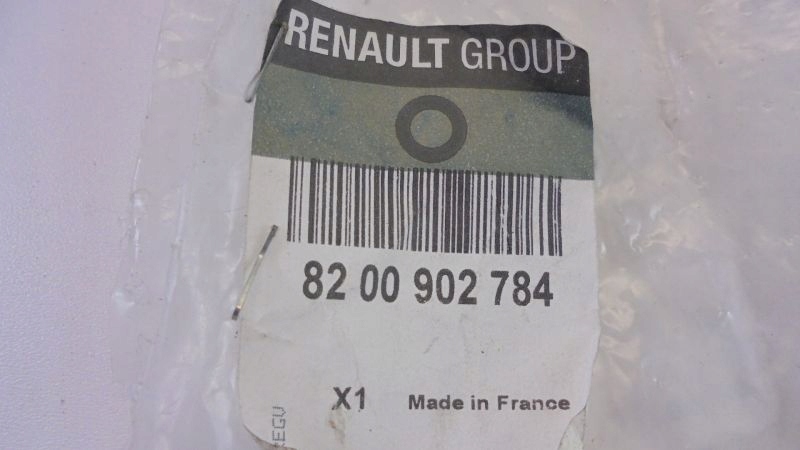 RENAULT GROUP
82 00 902 784
X1 Made in France